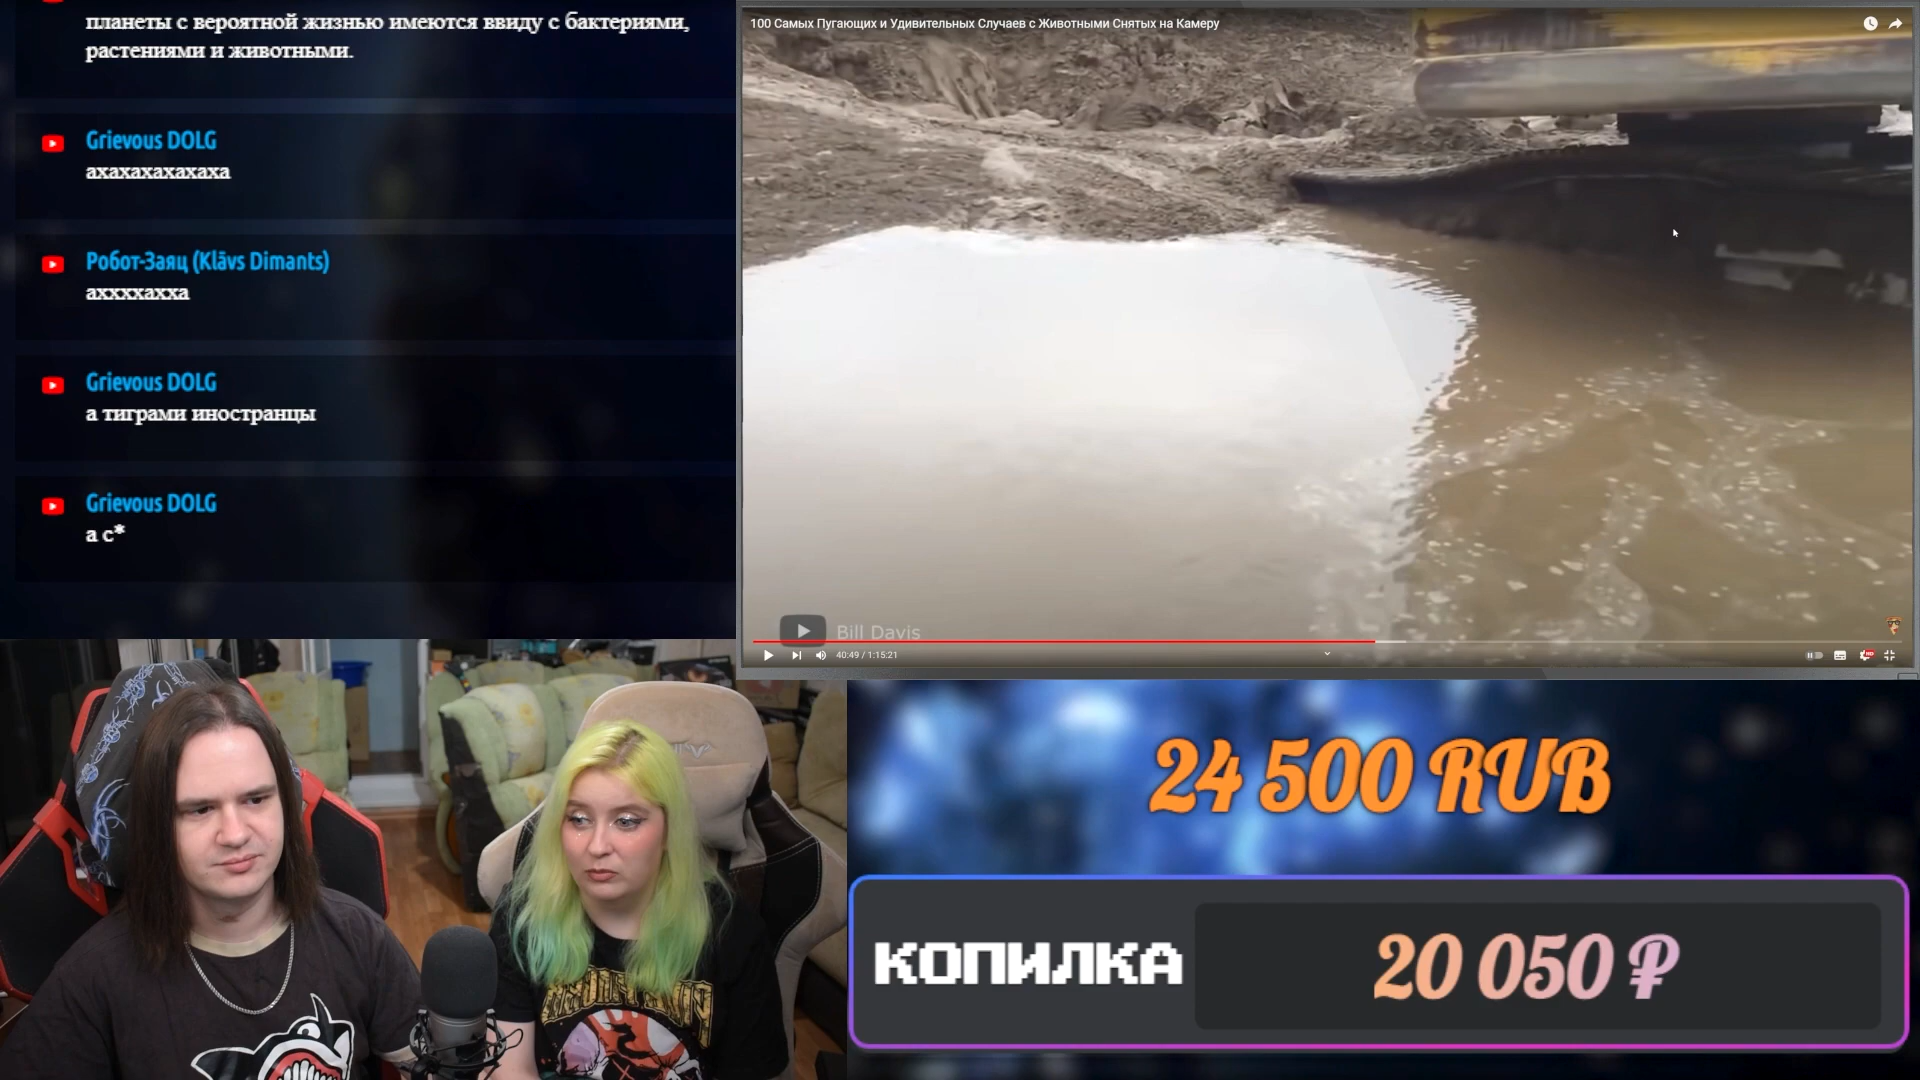 планеты с вероятной жизнью имеются ввиду с бактериями,
растениями и животными.
Grievous DOLG
ахахахахахаха
Робот-Заяц (Klāvs Dimants)
аххххахха
Grievous DOLG
а тиграми иностранцы
Grievous DOLG
а с*
100 Самых Пугающих и Удивительных Случаев с Животными Снятых на Камеру
Bill Davis
40:49 / 1:15:21
24 500 RUB
КОПИЛКА
20 050 ₽